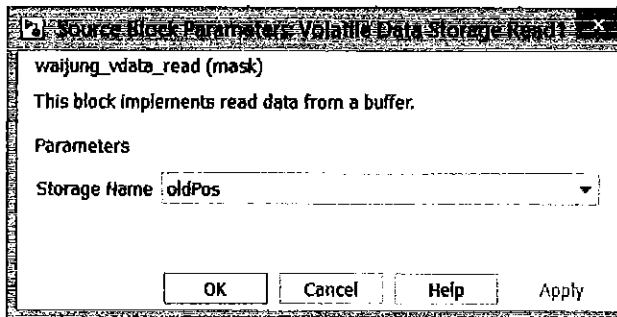 Source Block Parameters: Volatile Data Storage Read1
waijung_vdata_read (mask)
This block implements read data from a buffer.
Parameters
Storage Name oldPos
OK Cancel Help Apply